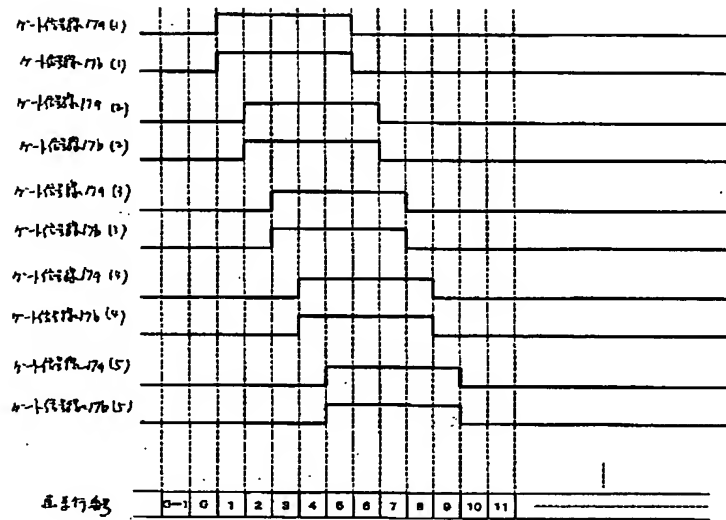 ゲート信号線17a (1)
ゲート信号線17b (1)
ゲート信号線17a (2)
ゲート信号線17b (2)
ゲート信号線17a (3)
ゲート信号線17b (3)
ゲート信号線17a (4)
ゲート信号線17b (4)
ゲート信号線17a (5)
ゲート信号線17b (5)
行番号 0-1 0 1 2 3 4 5 6 7 8 9 10 11